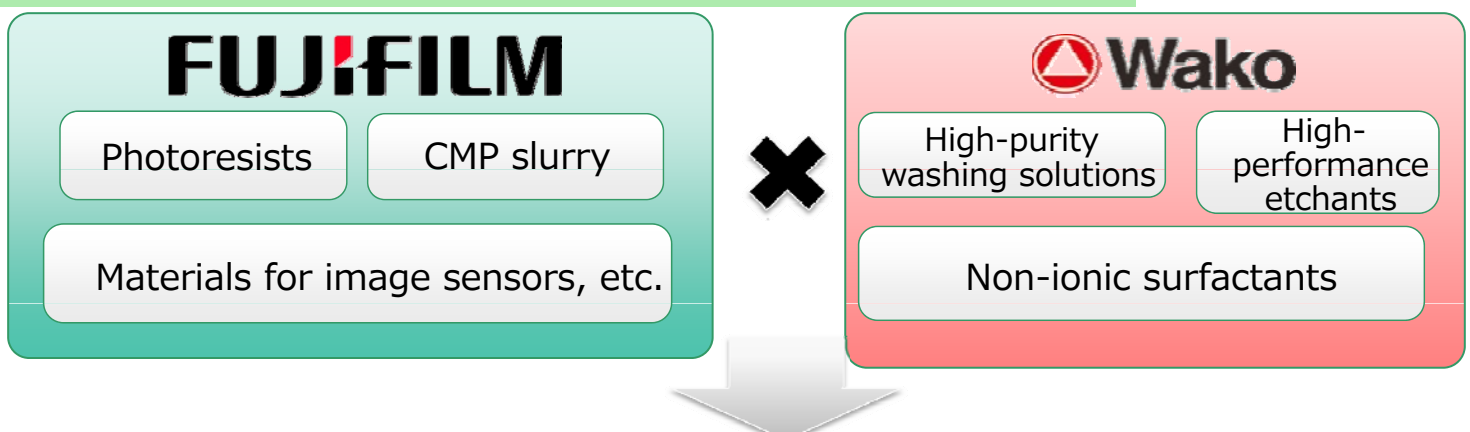 FUJIFILM
Photoresists
CMP slurry
Materials for image sensors, etc.
Wako
High-purity
washing solutions
High-
performance
etchants
Non-ionic surfactants